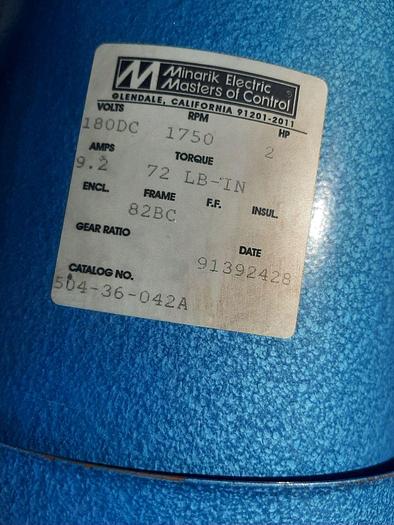 Minarik Electric
Masters of Control
GLENDALE, CALIFORNIA 91201-2011
VOLTS RPM HP
180DC 1750 2
AMPS TORQUE
9.2 72 LB-IN
ENCL. FRAME F.F. INSUL.
82BC
GEAR RATIO DATE
91392428
CATALOG NO.
504-36-042A